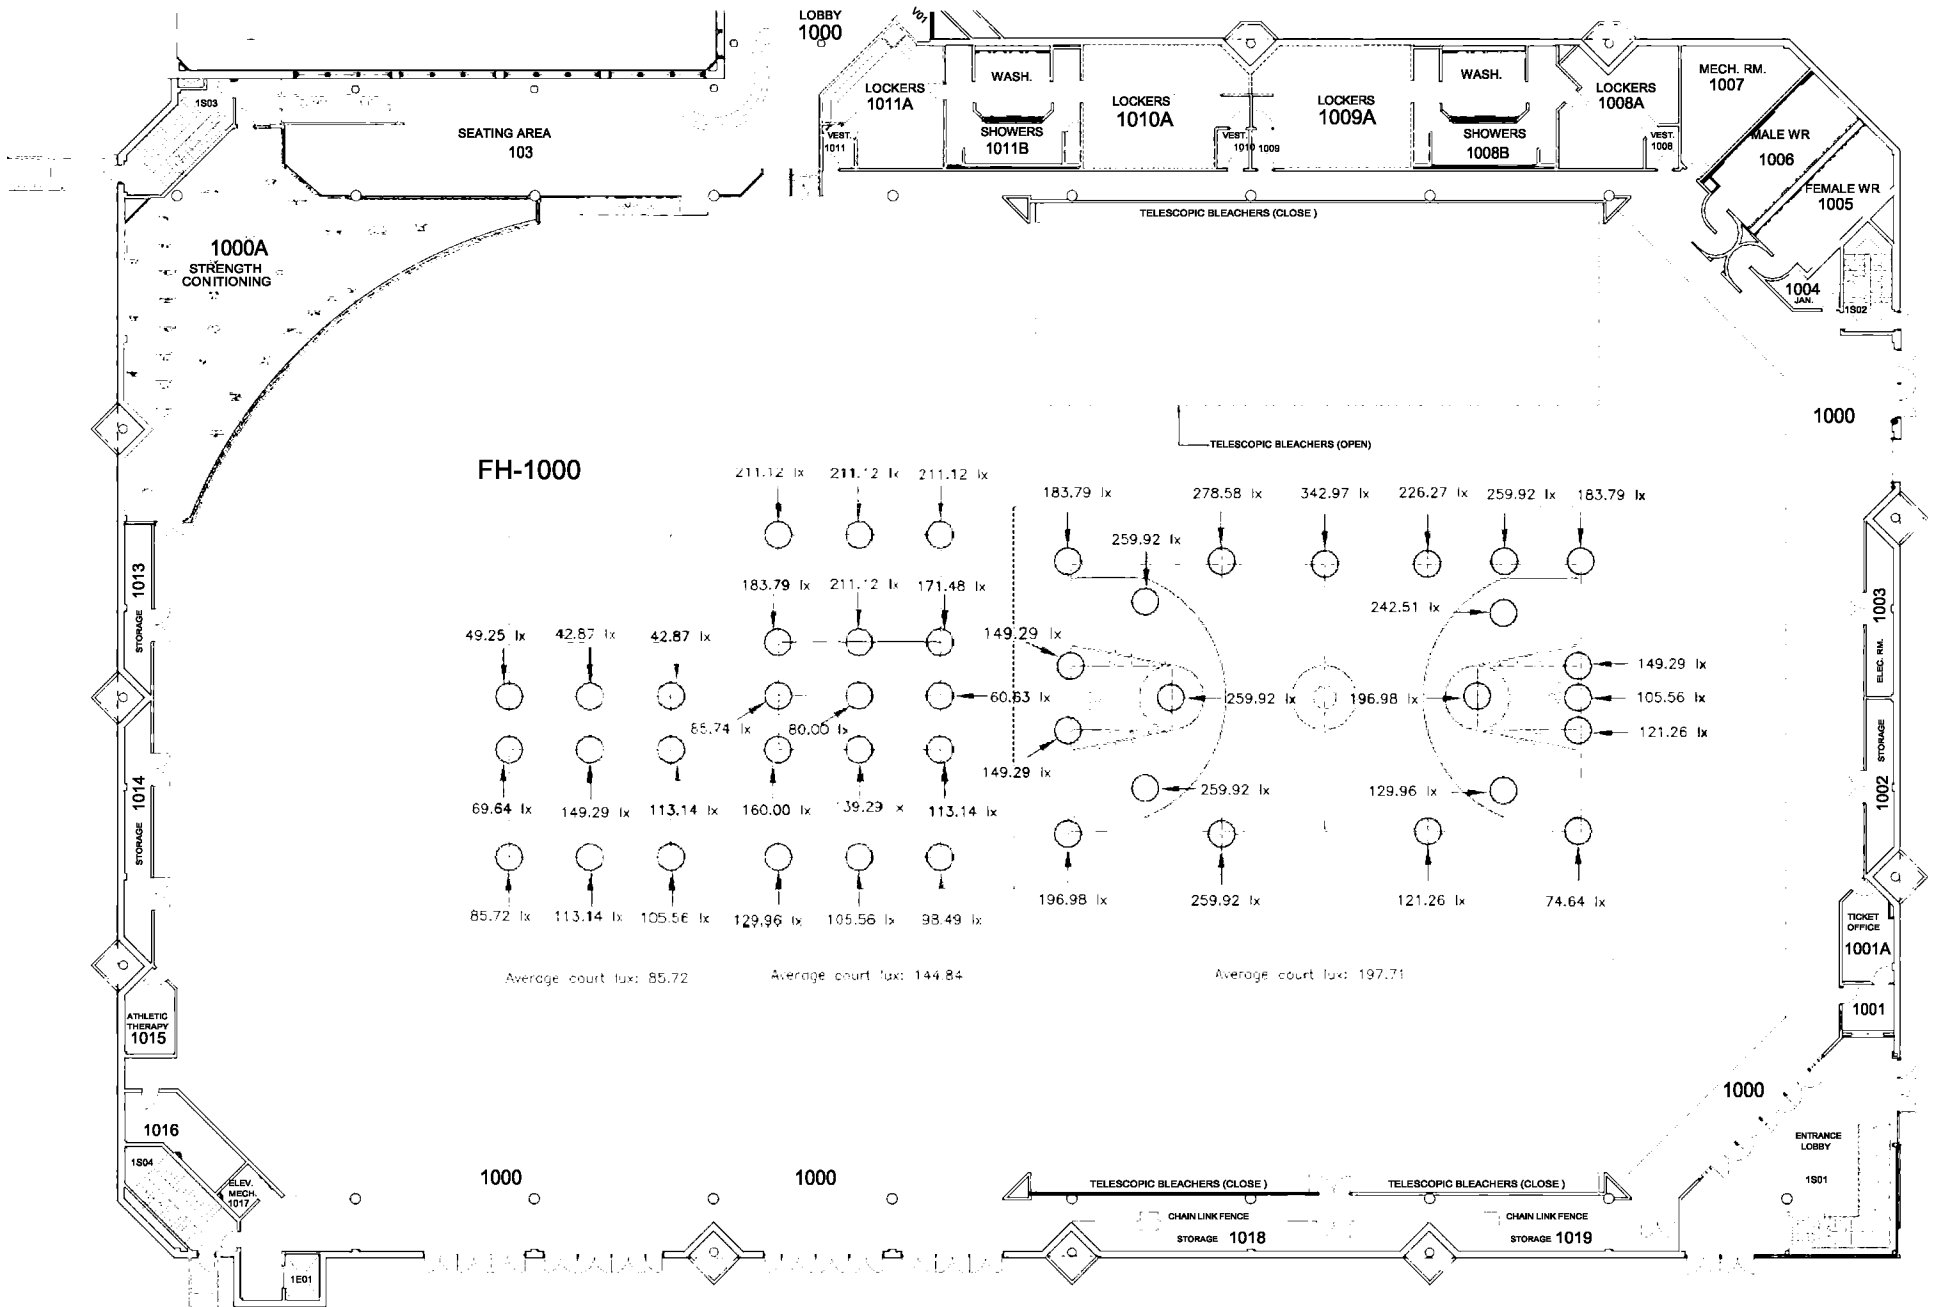 LOBBY
1000
V01
1S03
SEATING AREA
103
LOCKERS
1011A
VEST.
1011
WASH.
SHOWERS
1011B
LOCKERS
1010A
VEST.
1010 1009
LOCKERS
1009A
WASH.
SHOWERS
1008B
LOCKERS
1008A
VEST.
1008
MECH. RM.
1007
MALE WR
1006
FEMALE WR
1005
1004
JAN.
1S02
TELESCOPIC BLEACHERS (CLOSE )
1000A
STRENGTH
CONITIONING
1000
TELESCOPIC BLEACHERS (OPEN)
FH-1000
211.12 lx 211.12 lx 211.12 lx
183.79 lx 278.58 lx 342.97 lx 226.27 lx 259.92 lx 183.79 lx
259.92 lx
183.79 lx 211.12 lx 171.48 lx
242.51 lx
49.25 lx 42.87 lx 42.87 lx
149.29 lx
149.29 lx
60.63 lx
259.92 lx
196.98 lx
105.56 lx
85.74 lx 80.00 lx
121.26 lx
149.29 lx
259.92 lx
129.96 lx
69.64 lx 149.29 lx 113.14 lx 160.00 lx 139.29 x 113.14 lx
196.98 lx 259.92 lx 121.26 lx 74.64 lx
85.72 lx 113.14 lx 105.56 lx 129.96 lx 105.56 lx 98.49 lx
Average court lux: 85.72
Average court lux: 144.84
Average court lux: 197.71
STORAGE 1013
STORAGE 1014
ELEC. RM. 1003
1002 STORAGE
TICKET
OFFICE
1001A
1001
ATHLETIC
THERAPY
1015
1016
1S04
ELEV.
MECH.
1017
1E01
1000
1000
1000
ENTRANCE
LOBBY
1S01
TELESCOPIC BLEACHERS (CLOSE )
TELESCOPIC BLEACHERS (CLOSE )
CHAIN LINK FENCE
STORAGE 1018
CHAIN LINK FENCE
STORAGE 1019